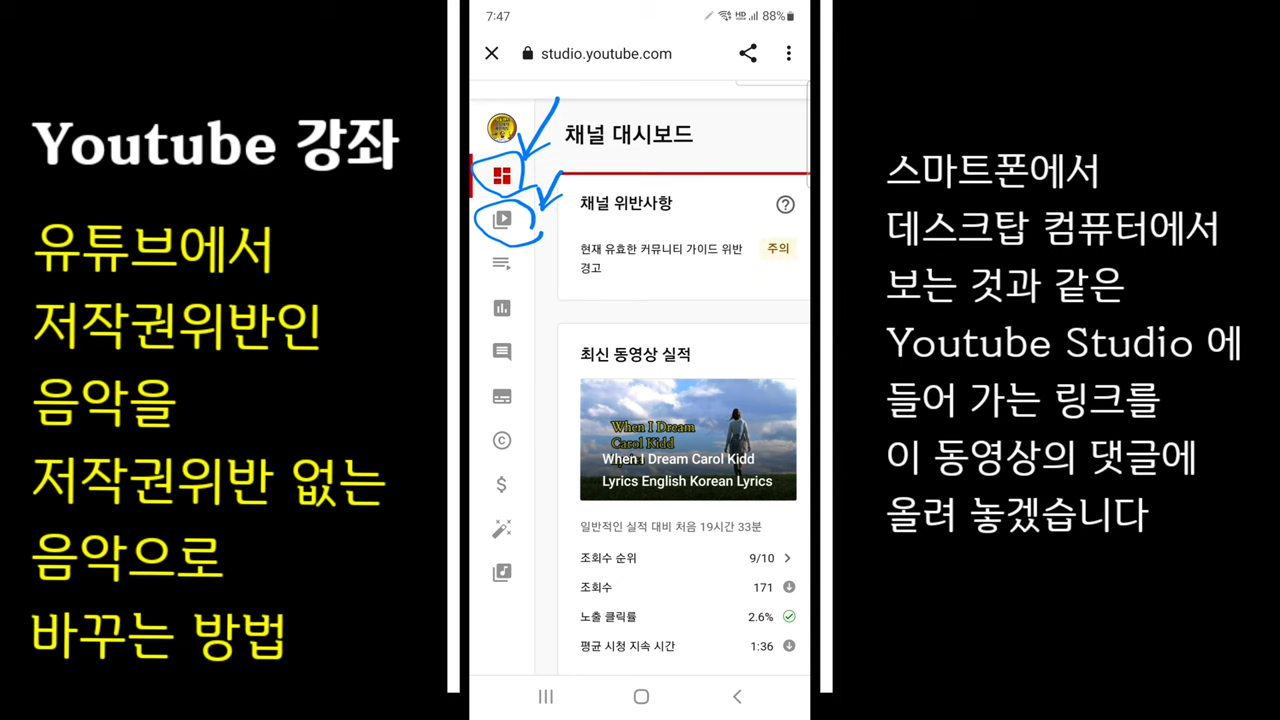 Youtube 강좌
유튜브에서
저작권위반인
음악을
저작권위반 없는
음악으로
바꾸는 방법
7:47
88%
studio.youtube.com
채널 대시보드
채널 위반사항
현재 유효한 커뮤니티 가이드 위반
경고
주의
최신 동영상 실적
When I Dream
Carol Kidd
When I Dream Carol Kidd
Lyrics English Korean Lyrics
일반적인 실적 대비 처음 19시간 33분
조회수 순위 9/10
조회수 171
노출 클릭률 2.6%
평균 시청 지속 시간 1:36
스마트폰에서
데스크탑 컴퓨터에서
보는 것과 같은
Youtube Studio 에
들어 가는 링크를
이 동영상의 댓글에
올려 놓겠습니다